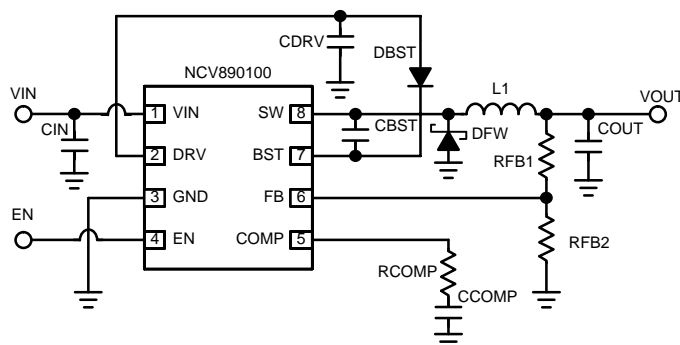 CDRV
DBST
NCV890100
VIN
L1
VOUT
1 VIN
SW 8
CIN
CBST
DFW
COUT
2 DRV
BST 7
RFB1
3 GND
FB 6
EN
4 EN
COMP 5
RFB2
RCOMP
CCOMP